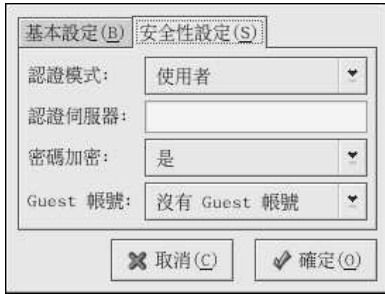 基本設定(B) 安全性設定(S)
認證模式： 使用者
認證伺服器：
密碼加密： 是
Guest 帳號： 沒有 Guest 帳號
取消(C) 確定(O)